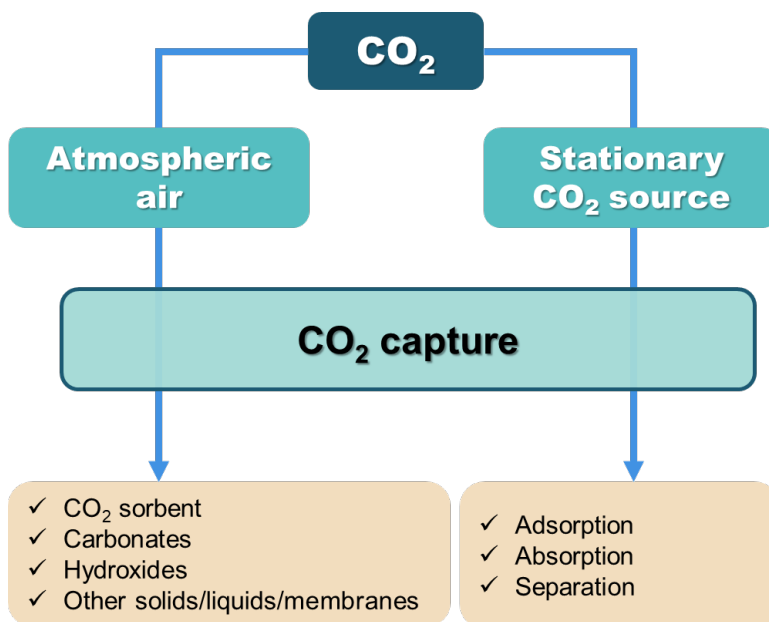 CO₂
Atmospheric
air
Stationary
CO₂ source
CO₂ capture
✓ CO₂ sorbent
✓ Carbonates
✓ Hydroxides
✓ Other solids/liquids/membranes
✓ Adsorption
✓ Absorption
✓ Separation